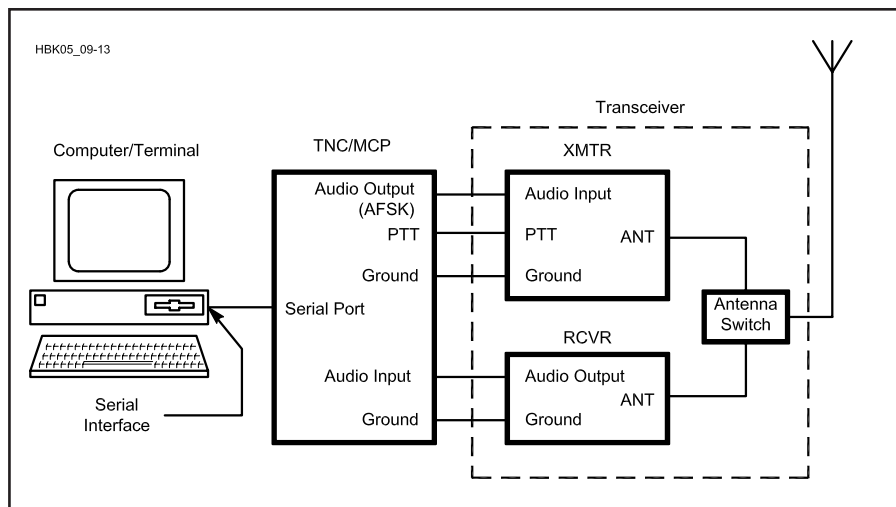 HBK05_09-13
Transceiver
Computer/Terminal
TNC/MCP
XMTR
Audio Output
(AFSK)
PTT
Ground
Serial Port
Audio Input
Ground
Audio Input
PTT
ANT
Ground
Antenna
Switch
RCVR
Audio Output
ANT
Ground
Serial
Interface